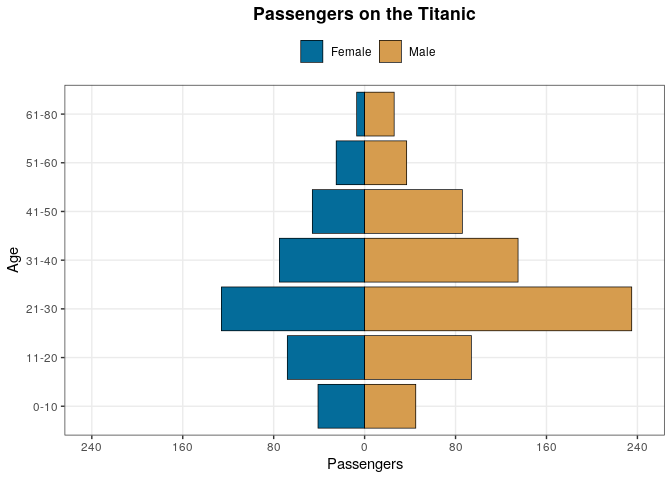 Passengers on the Titanic
Female Male
Age
61-80
51-60
41-50
31-40
21-30
11-20
0-10
240 160 80 0 80 160 240
Passengers